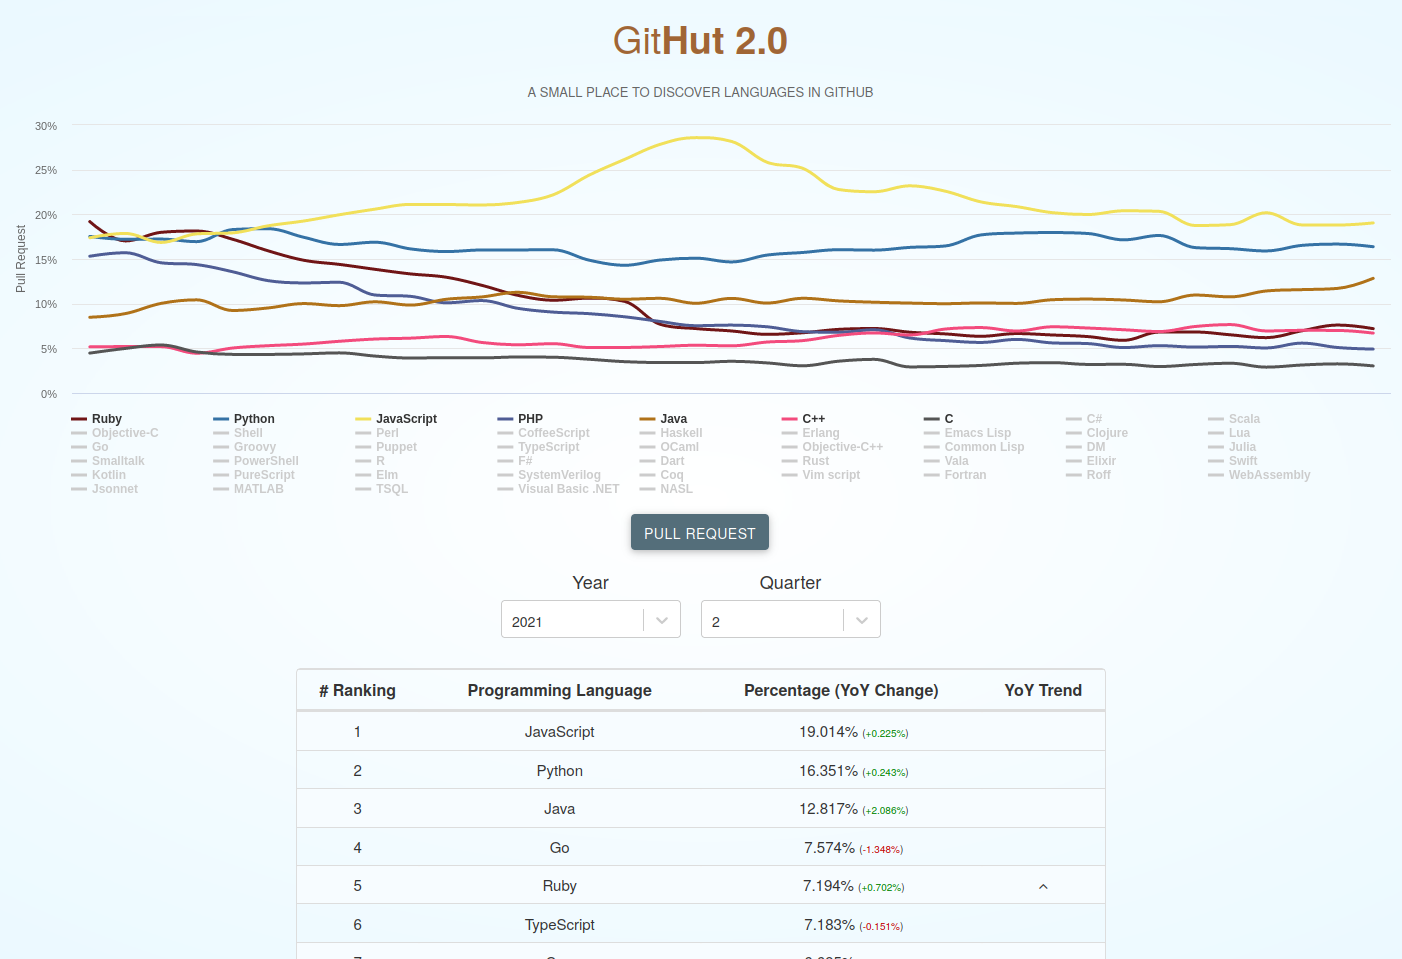 GitHut 2.0
A SMALL PLACE TO DISCOVER LANGUAGES IN GITHUB
30%
25%
20%
15%
10%
5%
0%
Pull Request
Ruby Python JavaScript PHP Java C++ C C# Scala
Objective-C Shell Perl CoffeeScript Haskell Erlang Emacs Lisp Clojure Lua
Go Groovy Puppet TypeScript OCaml Objective-C++ Common Lisp DM Julia
Smalltalk PowerShell R F# Dart Rust Vala Elixir Swift
Kotlin PureScript Elm SystemVerilog Coq Vim script Fortran Roff WebAssembly
Jsonnet MATLAB TSQL Visual Basic .NET NASL
PULL REQUEST
Year Quarter
2021 2
# Ranking Programming Language Percentage (YoY Change) YoY Trend
1 JavaScript 19.014% (+0.225%)
2 Python 16.351% (+0.243%)
3 Java 12.817% (+2.086%)
4 Go 7.574% (-1.348%)
5 Ruby 7.194% (+0.702%)
6 TypeScript 7.183% (-0.151%)